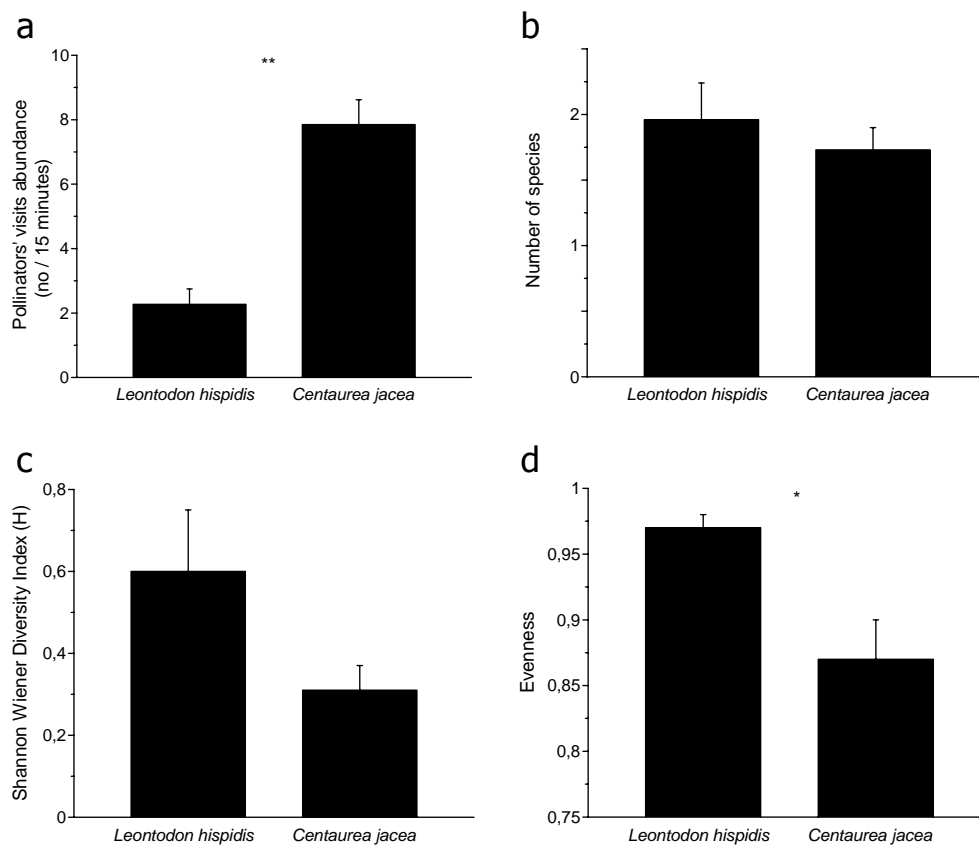 a
Pollinators' visits abundance
(no / 15 minutes)
10
8
6
4
2
0
**
Leontodon hispidis
Centaurea jacea
b
Number of species
2
1
0
Leontodon hispidis
Centaurea jacea
c
Shannon Wiener Diversity Index (H)
0,8
0,6
0,4
0,2
0
Leontodon hispidis
Centaurea jacea
d
Evenness
1
0,95
0,9
0,85
0,8
0,75
*
Leontodon hispidis
Centaurea jacea